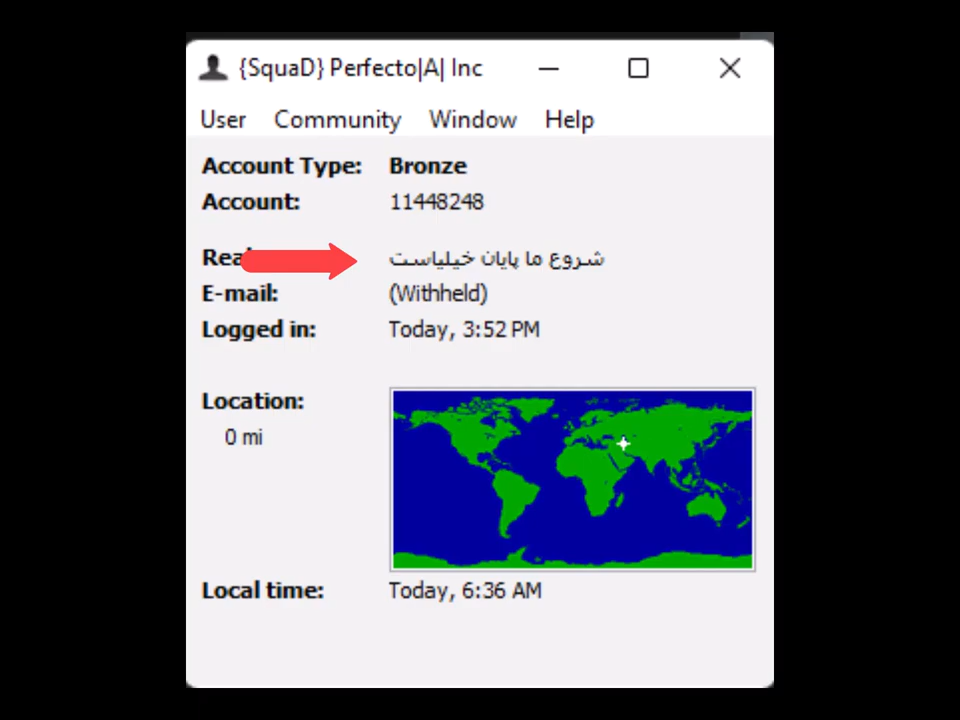 {SquaD} Perfecto|A| Inc
User Community Window Help
Account Type: Bronze
Account: 11448248
شروع ما پایان خیلیاست
E-mail: (Withheld)
Logged in: Today, 3:52 PM
Location:
0 mi
Local time: Today, 6:36 AM